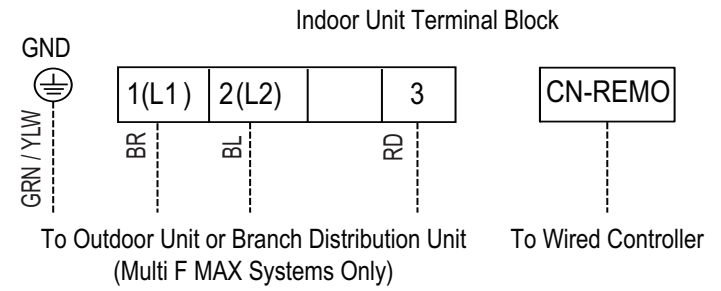 Indoor Unit Terminal Block
GND
1(L1) 2(L2) 3 CN-REMO
GRN / YLW BR BL RD
To Outdoor Unit or Branch Distribution Unit To Wired Controller
(Multi F MAX Systems Only)